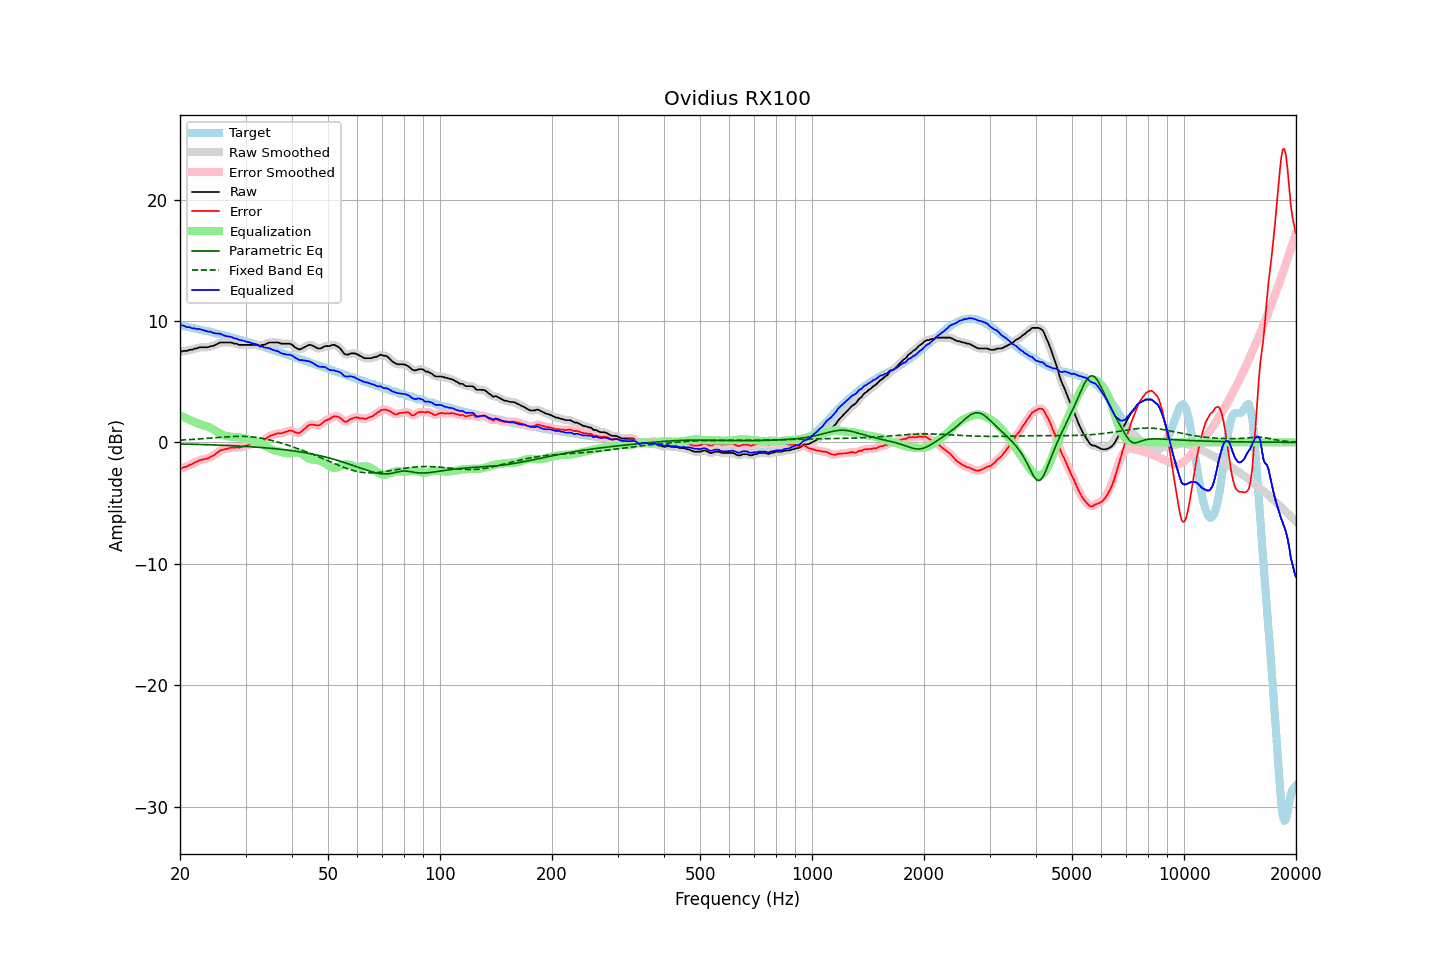 Ovidius RX100
Target
Raw Smoothed
Error Smoothed
Raw
Error
Equalization
Parametric Eq
Fixed Band Eq
Equalized
20
10
0
−10
−20
−30
Amplitude (dBr)
20
50
100
200
500
1000
2000
5000
10000
20000
Frequency (Hz)